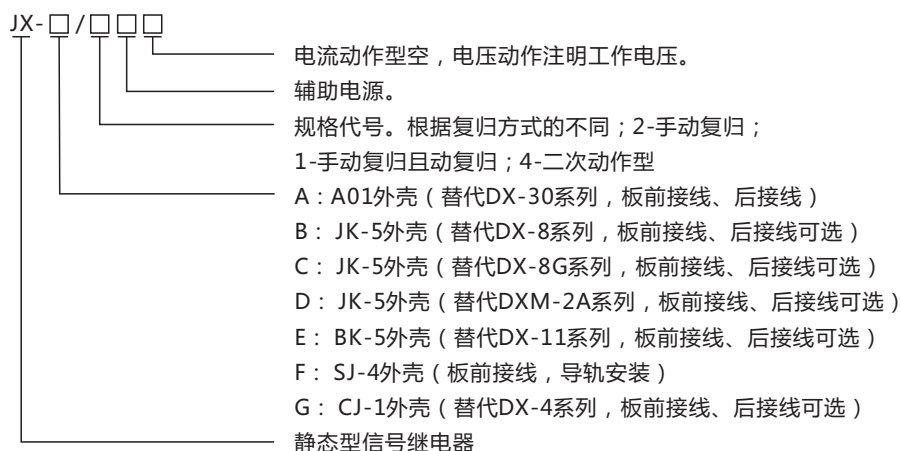 JX-□/□□□
电流动作型空，电压动作注明工作电压。
辅助电源。
规格代号。根据复归方式的不同；2-手动复归；
1-手动复归且动复归；4-二次动作型
A：A01外壳（替代DX-30系列，板前接线、后接线）
B： JK-5外壳（替代DX-8系列，板前接线、后接线可选）
C： JK-5外壳（替代DX-8G系列，板前接线、后接线可选）
D： JK-5外壳（替代DXM-2A系列，板前接线、后接线可选）
E： BK-5外壳（替代DX-11系列，板前接线、后接线可选）
F： SJ-4外壳（板前接线，导轨安装）
G： CJ-1外壳（替代DX-4系列，板前接线、后接线可选）
静态型信号继电器